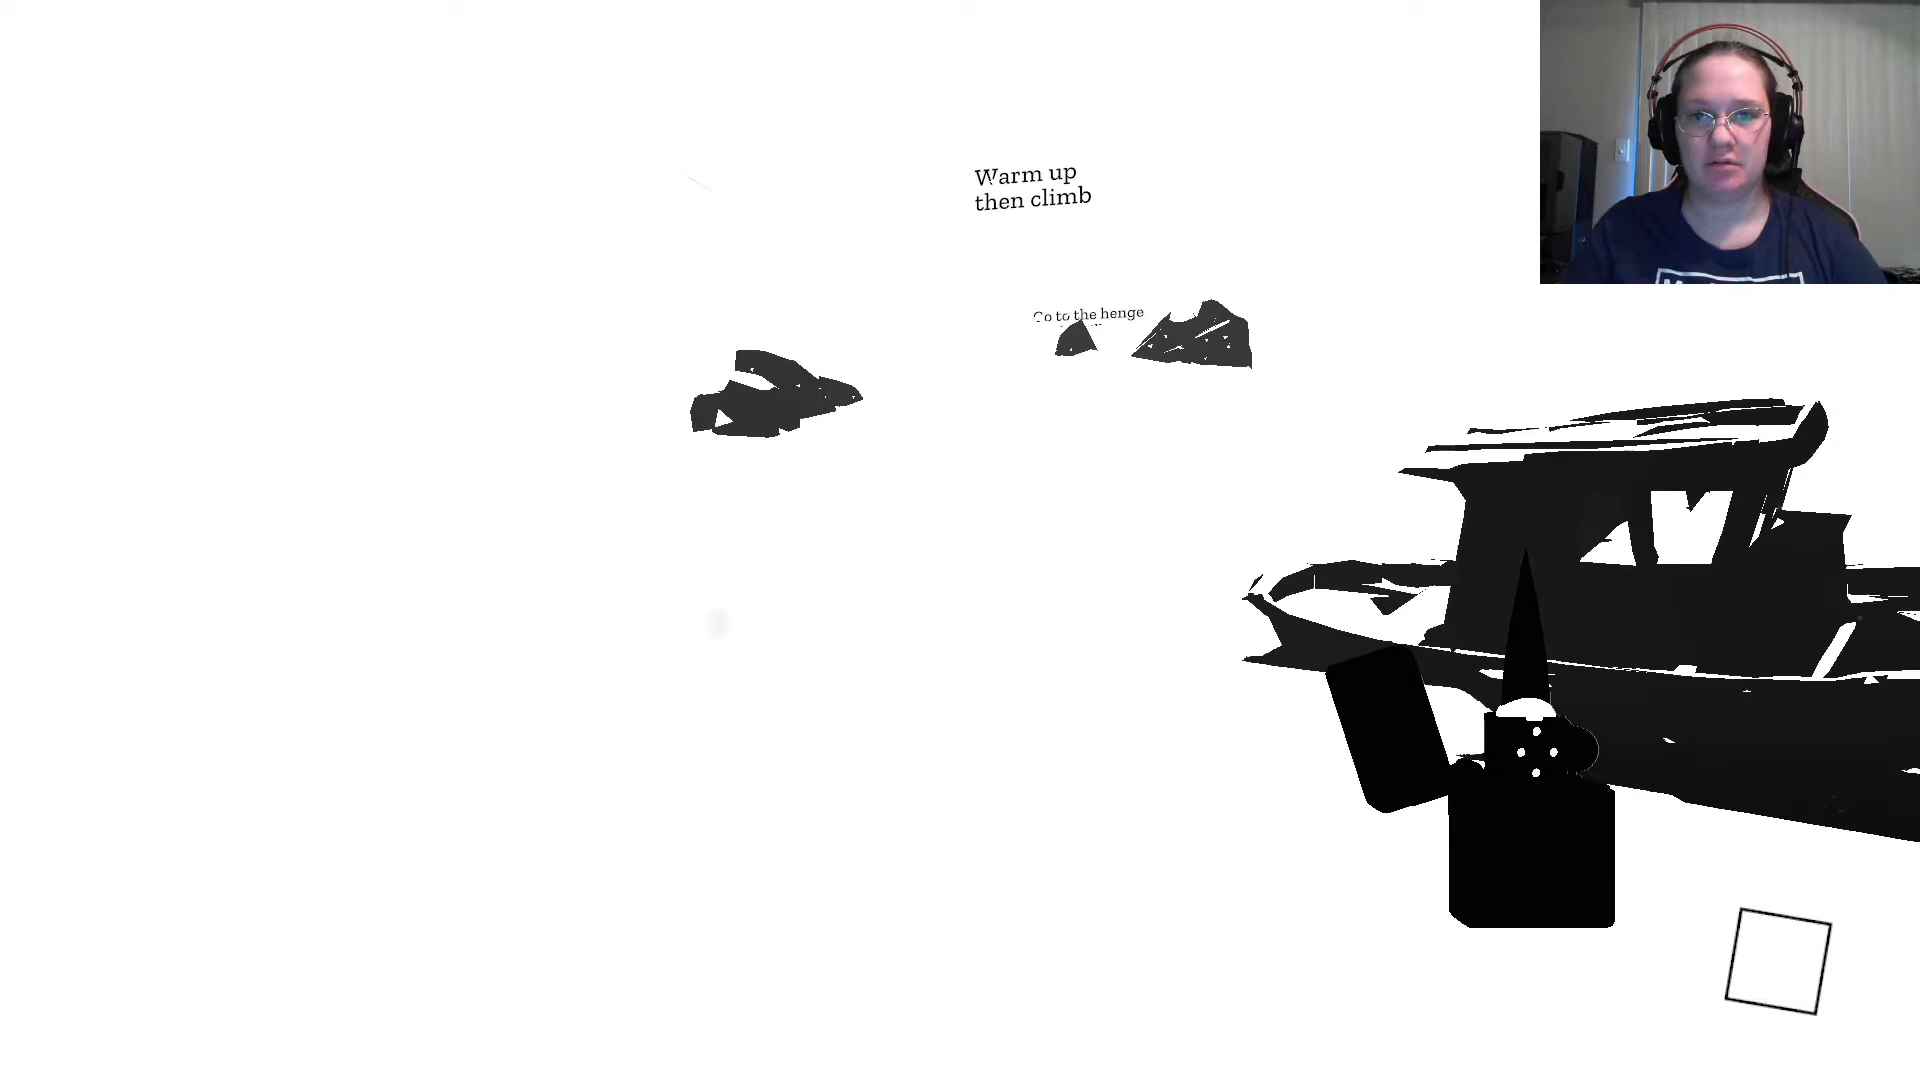 Warm up
then climb
Go to the henge